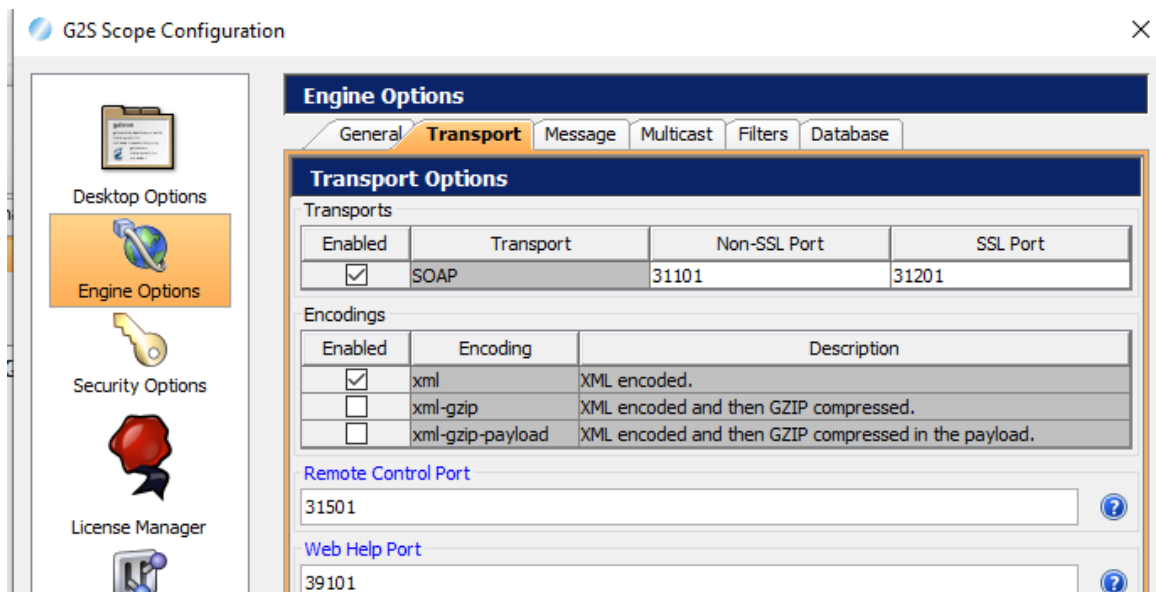 G2S Scope Configuration
Desktop Options
Engine Options
Security Options
License Manager
Engine Options
General Transport Message Multicast Filters Database
Transport Options
Transports
Enabled Transport Non-SSL Port SSL Port
SOAP 31101 31201
Encodings
Enabled Encoding Description
xml XML encoded.
xml-gzip XML encoded and then GZIP compressed.
xml-gzip-payload XML encoded and then GZIP compressed in the payload.
Remote Control Port
31501
Web Help Port
39101